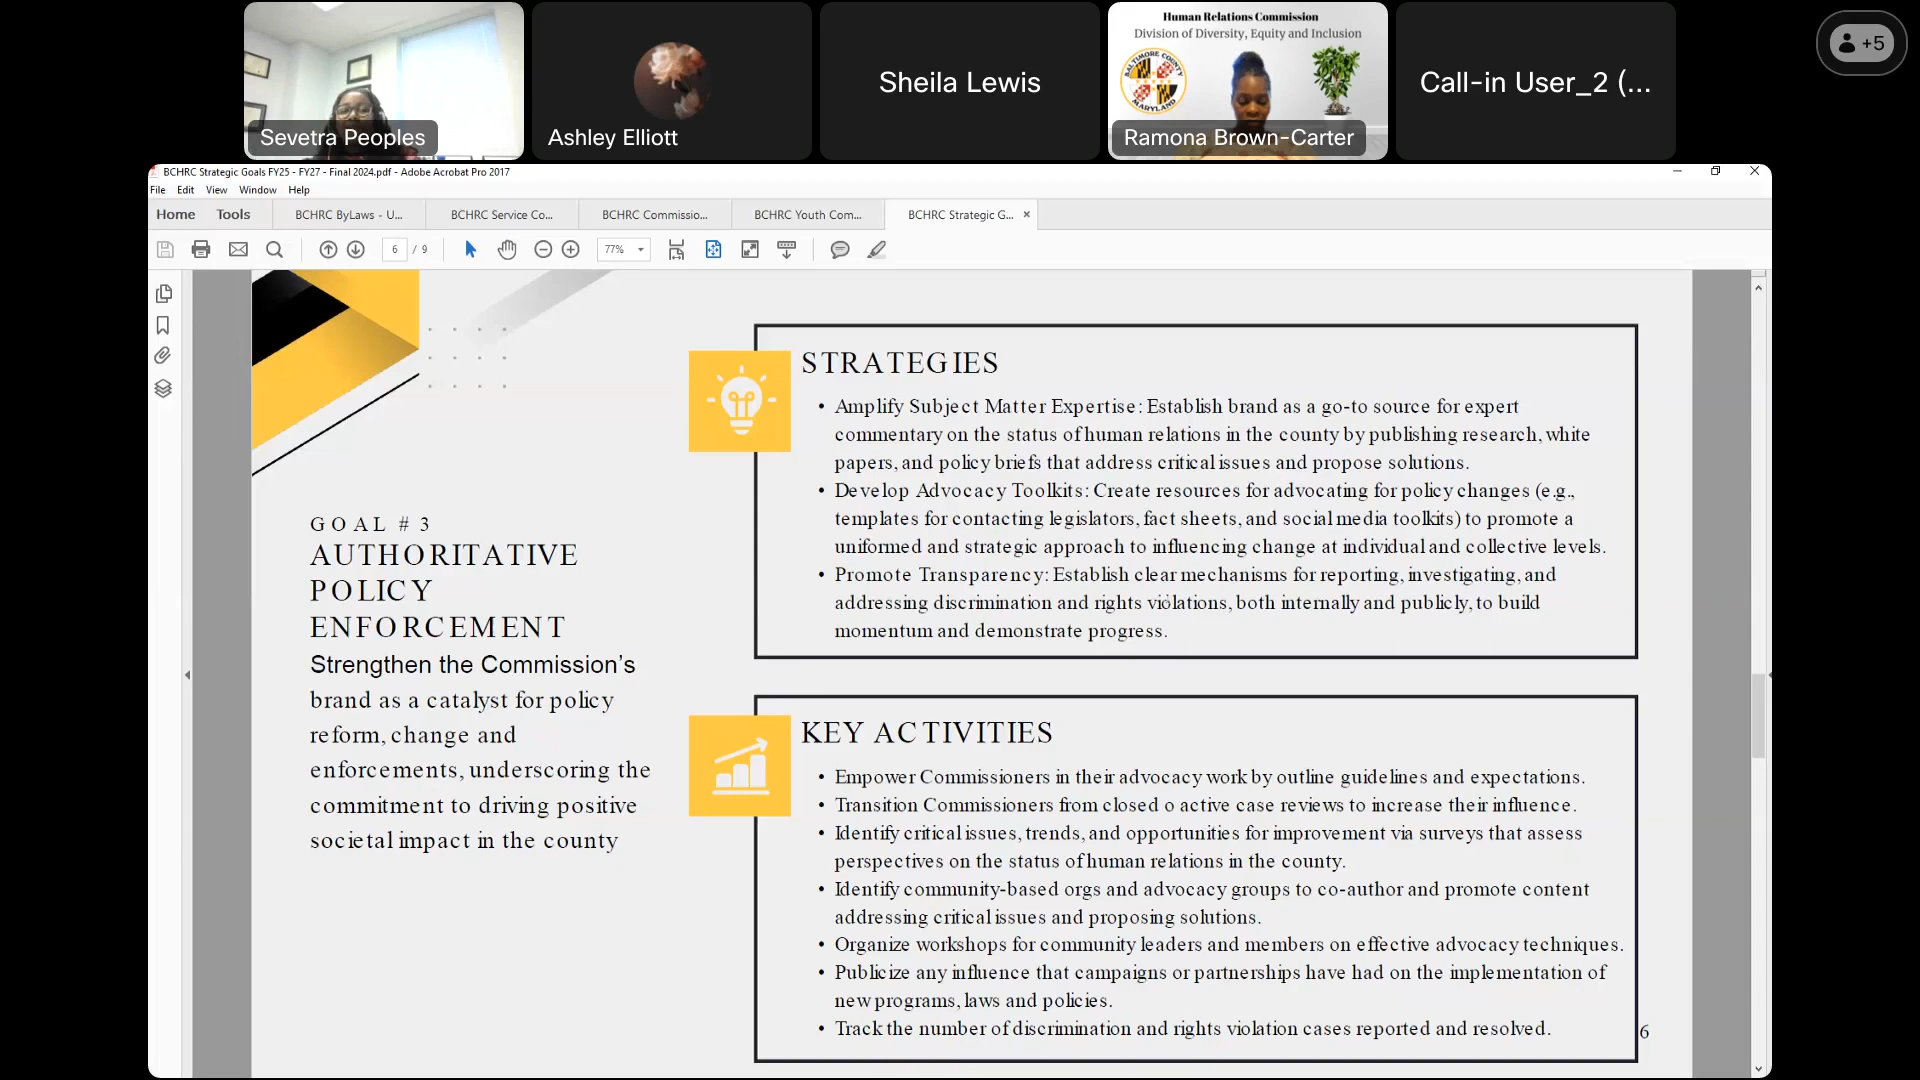 Human Relations Commission
Division of Diversity, Equity and Inclusion
BALTIMORE COUNTY
MARYLAND
Sevetra Peoples
Ashley Elliott
Sheila Lewis
Ramona Brown-Carter
Call-in User_2 (...
+5
BCHRC Strategic Goals FY25 - FY27 - Final 2024.pdf - Adobe Acrobat Pro 2017
File Edit View Window Help
Home Tools BCHRC ByLaws - U... BCHRC Service Co... BCHRC Commissio... BCHRC Youth Com... BCHRC Strategic G... ×
6 / 9 77%
GOAL # 3
AUTHORITATIVE
POLICY
ENFORCEMENT
Strengthen the Commission's
brand as a catalyst for policy
reform, change and
enforcements, underscoring the
commitment to driving positive
societal impact in the county
STRATEGIES
• Amplify Subject Matter Expertise: Establish brand as a go-to source for expert
commentary on the status of human relations in the county by publishing research, white
papers, and policy briefs that address critical issues and propose solutions.
• Develop Advocacy Toolkits: Create resources for advocating for policy changes (e.g.,
templates for contacting legislators, fact sheets, and social media toolkits) to promote a
uniformed and strategic approach to influencing change at individual and collective levels.
• Promote Transparency: Establish clear mechanisms for reporting, investigating, and
addressing discrimination and rights violations, both internally and publicly, to build
momentum and demonstrate progress.
KEY ACTIVITIES
• Empower Commissioners in their advocacy work by outline guidelines and expectations.
• Transition Commissioners from closed o active case reviews to increase their influence.
• Identify critical issues, trends, and opportunities for improvement via surveys that assess
perspectives on the status of human relations in the county.
• Identify community-based orgs and advocacy groups to co-author and promote content
addressing critical issues and proposing solutions.
• Organize workshops for community leaders and members on effective advocacy techniques.
• Publicize any influence that campaigns or partnerships have had on the implementation of
new programs, laws and policies.
• Track the number of discrimination and rights violation cases reported and resolved.
6